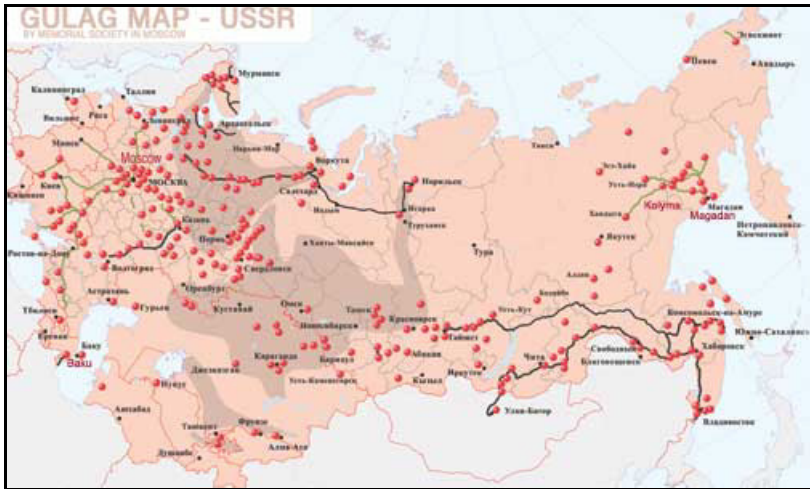 GULAG MAP - USSR
BY MEMORIAL SOCIETY IN MOSCOW
Эгвекинот
Певек
Анадырь
Мурманск
Калининград
Таллин
Рига
Вильнюс
Ленинград
Архангельск
Минск
Нарьян-Мар
Тикси
Moscow
МОСКВА
Воркута
Салехард
Норильск
Киев
Кишинев
Казань
Надым
Игарка
Туруханск
Усть-Нера
Хандыга
Kolyma
Магадан
Magadan
Якутск
Петропавловск-
Камчатский
Пермь
Ханты-Мансийск
Тура
Ростов-на-Дону
Волгоград
Свердловск
Алдан
Оренбург
Астрахань
Гурьев
Кустанай
Омск
Томск
Новосибирск
Красноярск
Усть-Кут
Тайшет
Комсомольск-на-Амуре
Тбилиси
Ереван
Баку
Baku
Джезказган
Караганда
Барнаул
Абакан
Усть-Каменогорск
Кызыл
Иркутск
Чита
Свободный
Благовещенск
Хабаровск
Южно-Сахалинск
Нукус
Ашхабад
Ташкент
Фрунзе
Алма-Ата
Душанбе
Улан-Батор
Владивосток